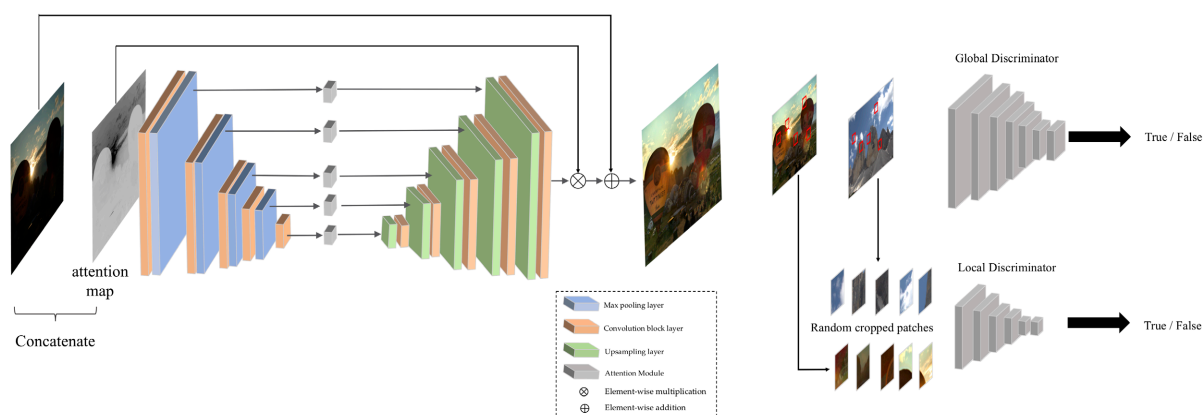 attention
map
Concatenate
Max pooling layer
Convolution block layer
Upsampling layer
Attention Module
Element-wise multiplication
Element-wise addition
Global Discriminator
True / False
Local Discriminator
Random cropped patches
True / False